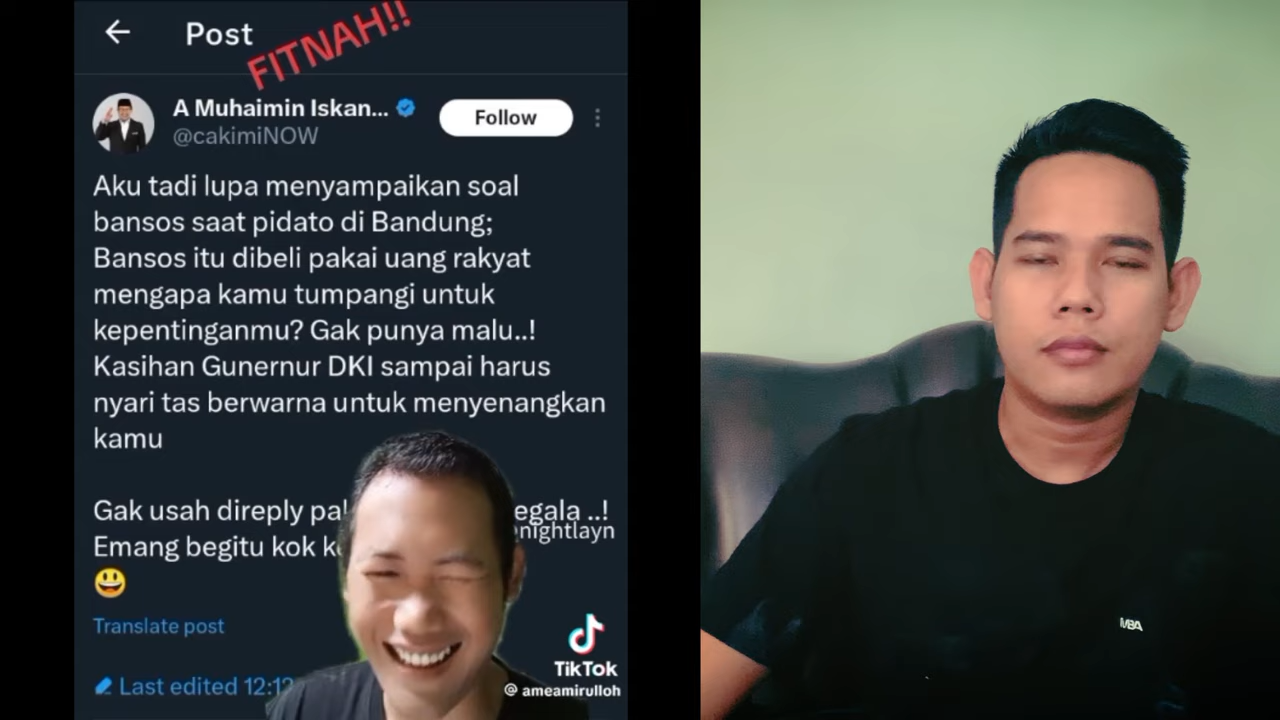 Post
FITNAH!!
A Muhaimin Iskan...
@cakimiNOW
Follow
Aku tadi lupa menyampaikan soal
bansos saat pidato di Bandung;
Bansos itu dibeli pakai uang rakyat
mengapa kamu tumpangi untuk
kepentinganmu? Gak punya malu..!
Kasihan Gunernur DKI sampai harus
nyari tas berwarna untuk menyenangkan
kamu
Gak usah direply egala ..!
nightlayn
Emang begitu kok
😃
Translate post
Last edited 12:12
TikTok
@ ameamirulloh
MBA